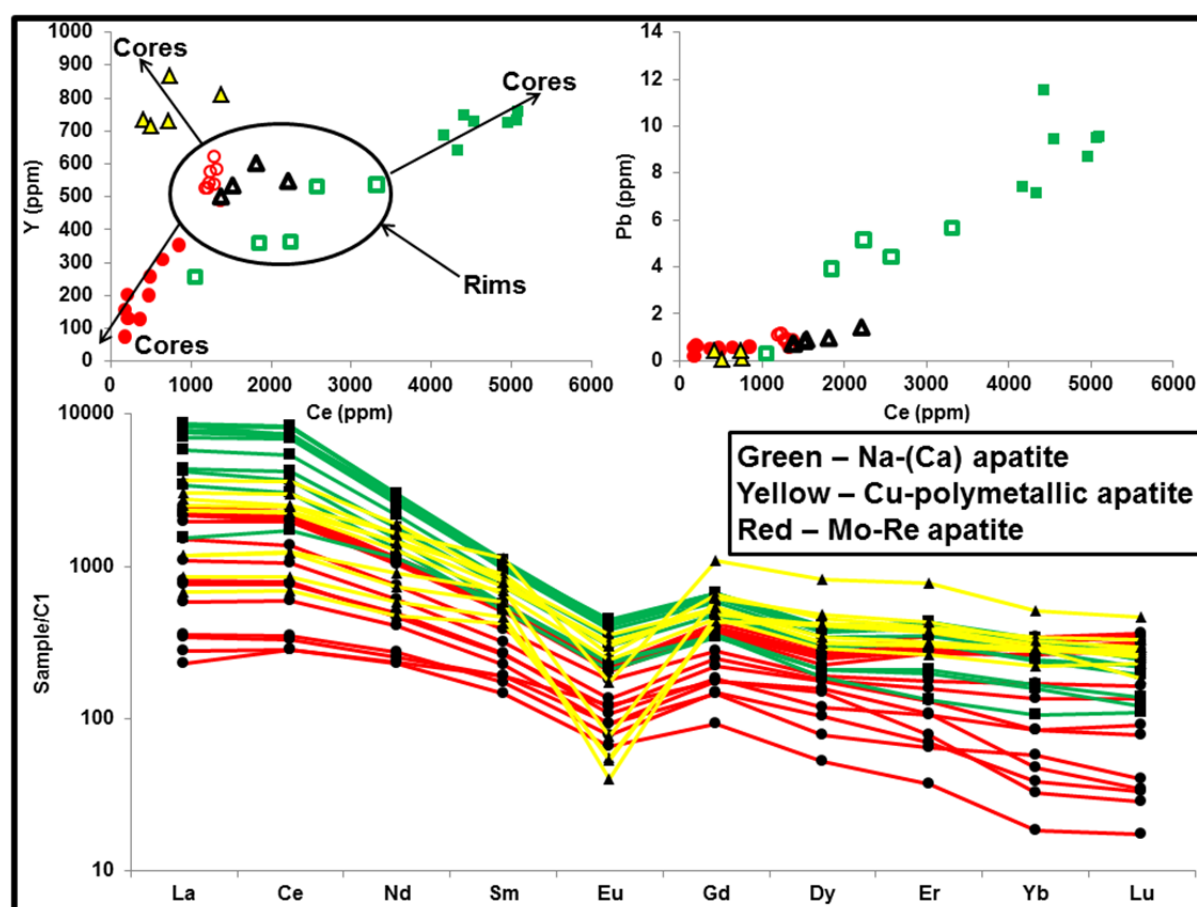 1000
900
800
700
600
500
400
300
200
100
0
Y (ppm)
Cores
Cores
Rims
Cores
0 1000 2000 3000 4000 5000 6000
Ce (ppm)
14
12
10
8
6
4
2
0
Pb (ppm)
0 1000 2000 3000 4000 5000 6000
Ce (ppm)
10000
1000
100
10
Sample/C1
Green – Na-(Ca) apatite
Yellow – Cu-polymetallic apatite
Red – Mo-Re apatite
La Ce Nd Sm Eu Gd Dy Er Yb Lu